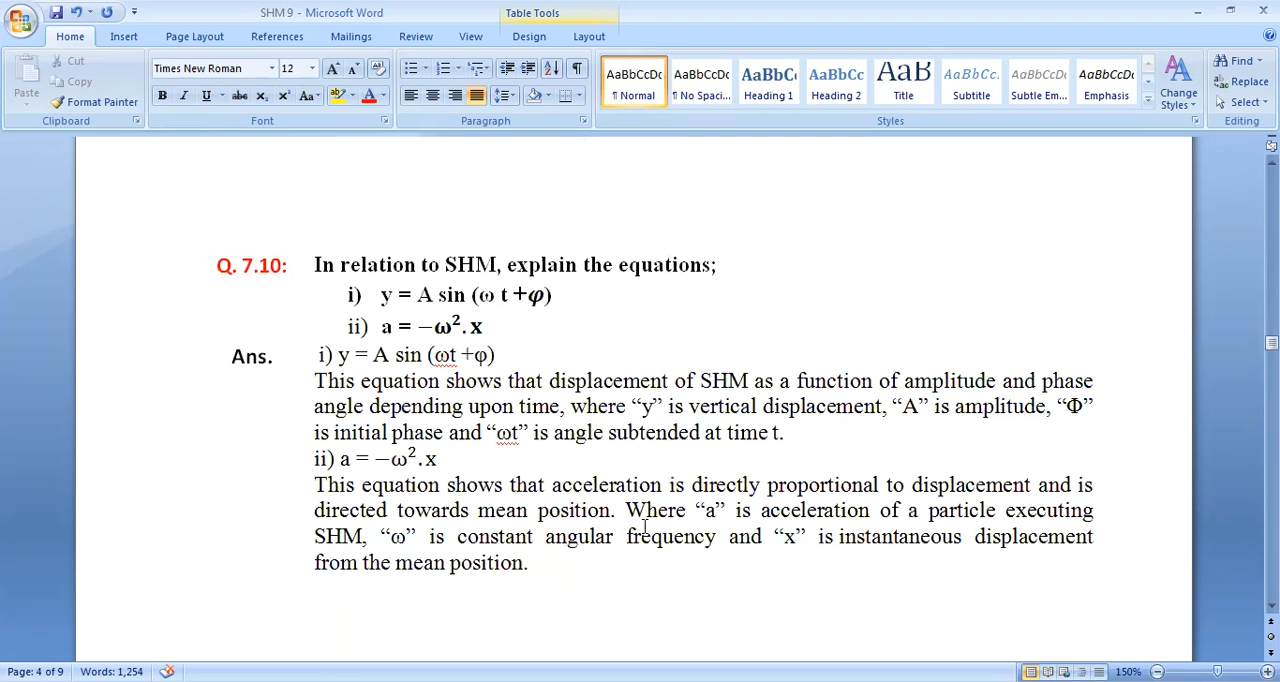 SHM 9 - Microsoft Word
Table Tools
Home Insert Page Layout References Mailings Review View Design Layout
Paste
Cut
Copy
Format Painter
Clipboard
Times New Roman 12
Font
Paragraph
AaBbCcDc AaBbCcDc AaBbC AaBbCc AaB AaBbCc. AaBbCcDc AaBbCcDc
¶ Normal ¶ No Spaci... Heading 1 Heading 2 Title Subtitle Subtle Em... Emphasis
Change Styles
Styles
Find
Replace
Select
Editing
Q. 7.10: In relation to SHM, explain the equations;
i) y = A sin (ω t +φ)
ii) a = −ω².x
Ans. i) y = A sin (ωt +φ)
This equation shows that displacement of SHM as a function of amplitude and phase
angle depending upon time, where “y” is vertical displacement, “A” is amplitude, “Φ”
is initial phase and “ωt” is angle subtended at time t.
ii) a = −ω².x
This equation shows that acceleration is directly proportional to displacement and is
directed towards mean position. Where “a” is acceleration of a particle executing
SHM, “ω” is constant angular frequency and “x” is instantaneous displacement
from the mean position.
Page: 4 of 9 Words: 1,254 150%